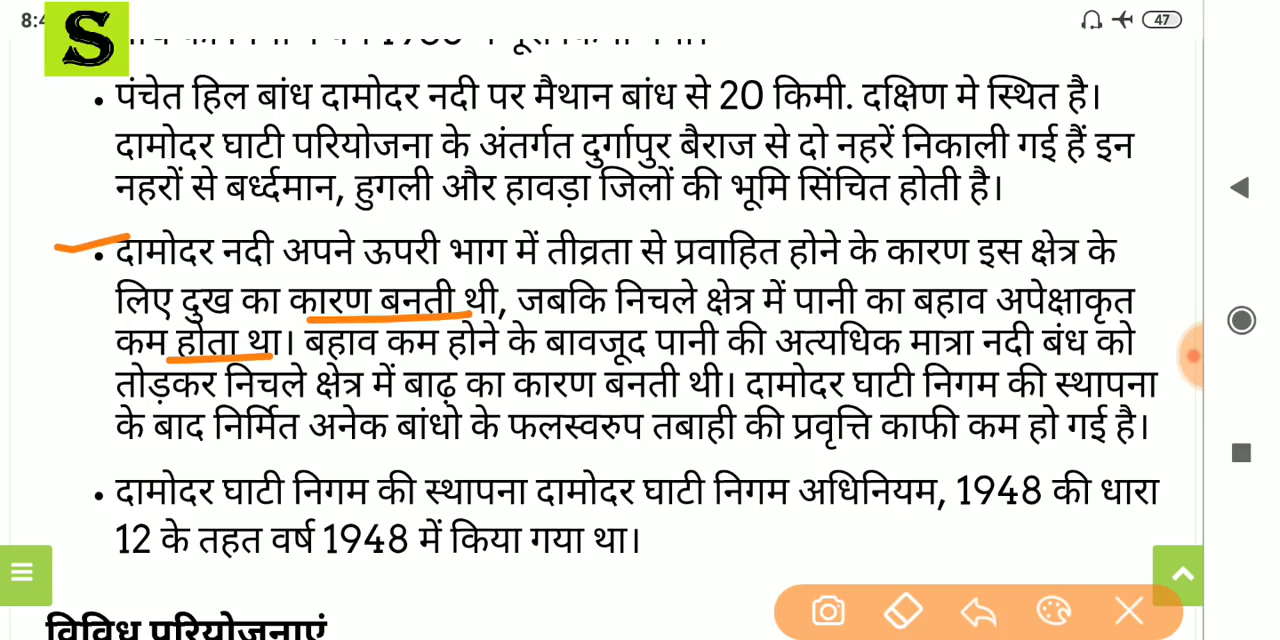 8:4
S
47
पंचेत हिल बांध दामोदर नदी पर मैथान बांध से 20 किमी. दक्षिण मे स्थित है।
दामोदर घाटी परियोजना के अंतर्गत दुर्गापुर बैराज से दो नहरें निकाली गई हैं इन
नहरों से बर्ध्दमान, हुगली और हावड़ा जिलों की भूमि सिंचित होती है।
दामोदर नदी अपने ऊपरी भाग में तीव्रता से प्रवाहित होने के कारण इस क्षेत्र के
लिए दुख का कारण बनती थी, जबकि निचले क्षेत्र में पानी का बहाव अपेक्षाकृत
कम होता था। बहाव कम होने के बावजूद पानी की अत्यधिक मात्रा नदी बंध को
तोड़कर निचले क्षेत्र में बाढ़ का कारण बनती थी। दामोदर घाटी निगम की स्थापना
के बाद निर्मित अनेक बांधो के फलस्वरुप तबाही की प्रवृत्ति काफी कम हो गई है।
दामोदर घाटी निगम की स्थापना दामोदर घाटी निगम अधिनियम, 1948 की धारा
12 के तहत वर्ष 1948 में किया गया था।
विविध परियोजनाएं